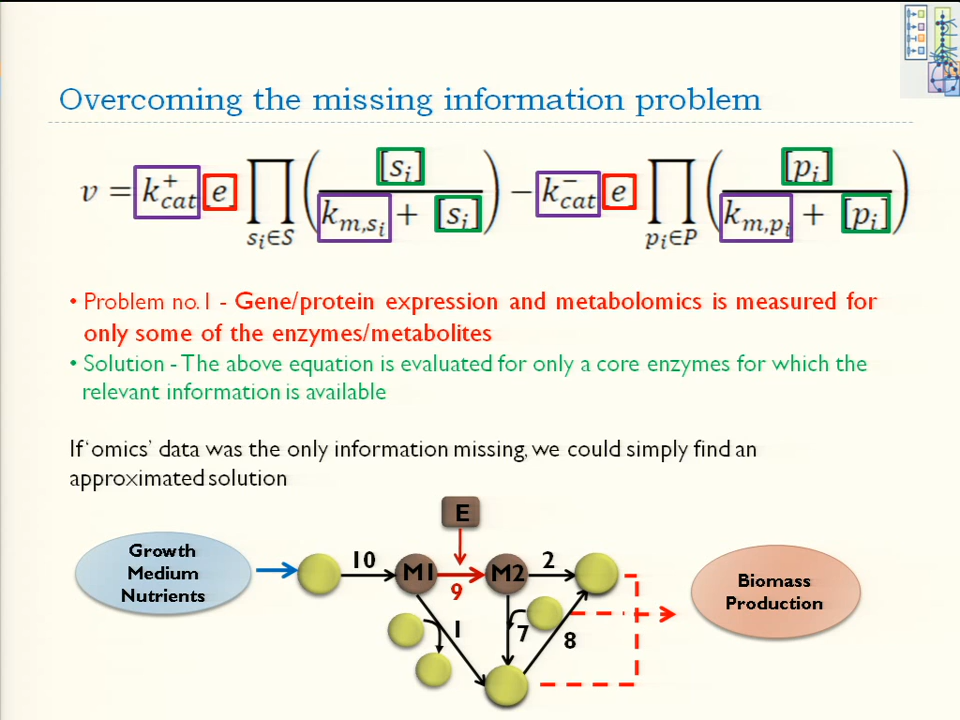 Overcoming the missing information problem
v = k⁺cat [e] ∏ sᵢ∈S ([sᵢ] / (kₘ,sᵢ + [sᵢ])) − k⁻cat [e] ∏ pᵢ∈P ([pᵢ] / (kₘ,pᵢ + [pᵢ]))
• Problem no.1 - Gene/protein expression and metabolomics is measured for
only some of the enzymes/metabolites
• Solution - The above equation is evaluated for only a core enzymes for which the
relevant information is available
If 'omics' data was the only information missing, we could simply find an
approximated solution
E
Growth
Medium
Nutrients
10
M1
9
M2
2
1
7
8
Biomass
Production